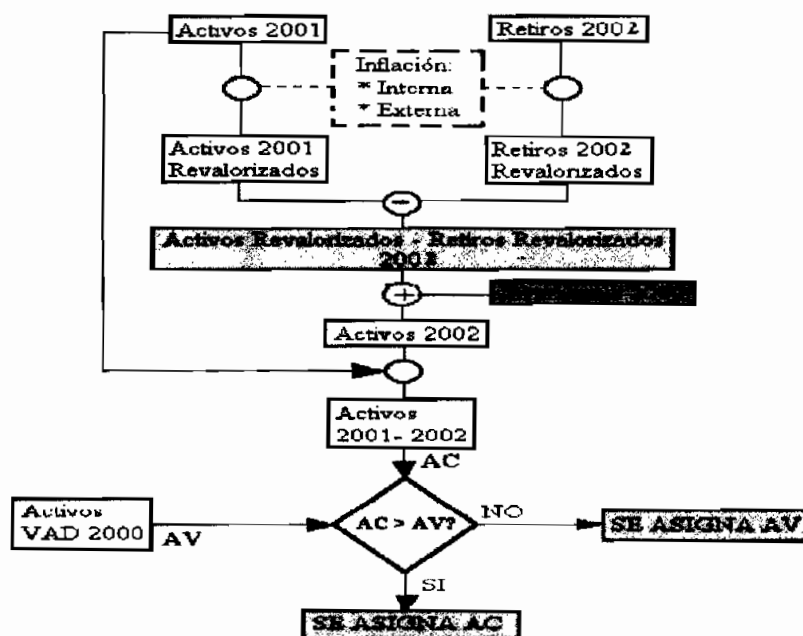 Activos 2001
Retiros 2002
Inflación:
* Interna
* Externa
Activos 2001
Revalorizados
Retiros 2002
Revalorizados
−
Activos Revalorizados - Retiros Revalorizados
2002
+
Activos 2002
Activos
2001- 2002
AC
Activos
VAD 2000
AV
AC > AV?
NO
SE ASIGNA AV
SI
SE ASIGNA AC